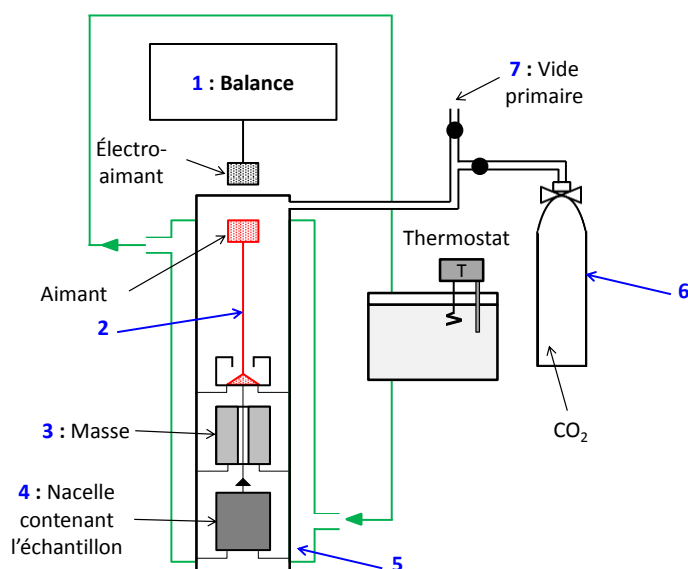 1 : Balance
7 : Vide
primaire
Électro-
aimant
Thermostat
T
Aimant
2
6
3 : Masse
CO2
4 : Nacelle
contenant
l'échantillon
5